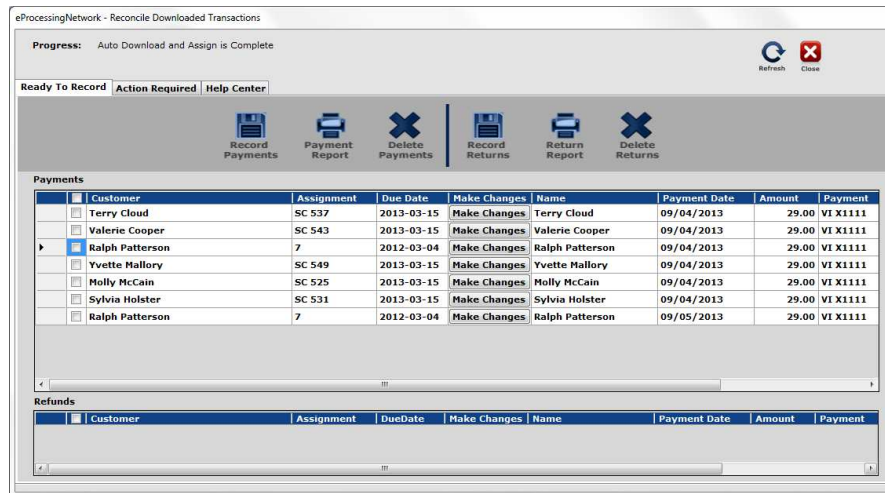 eProcessingNetwork - Reconcile Downloaded Transactions
Progress: Auto Download and Assign is Complete
Refresh Close
Ready To Record Action Required Help Center
Record Payments Payment Report Delete Payments Record Returns Return Report Delete Returns
Payments
Customer Assignment Due Date Make Changes Name Payment Date Amount Payment
Terry Cloud SC 537 2013-03-15 Make Changes Terry Cloud 09/04/2013 29.00 VI X1111
Valerie Cooper SC 543 2013-03-15 Make Changes Valerie Cooper 09/04/2013 29.00 VI X1111
Ralph Patterson 7 2012-03-04 Make Changes Ralph Patterson 09/04/2013 29.00 VI X1111
Yvette Mallory SC 549 2013-03-15 Make Changes Yvette Mallory 09/04/2013 29.00 VI X1111
Molly McCain SC 525 2013-03-15 Make Changes Molly McCain 09/04/2013 29.00 VI X1111
Sylvia Holster SC 531 2013-03-15 Make Changes Sylvia Holster 09/04/2013 29.00 VI X1111
Ralph Patterson 7 2012-03-04 Make Changes Ralph Patterson 09/05/2013 29.00 VI X1111
Refunds
Customer Assignment DueDate Make Changes Name Payment Date Amount Payment